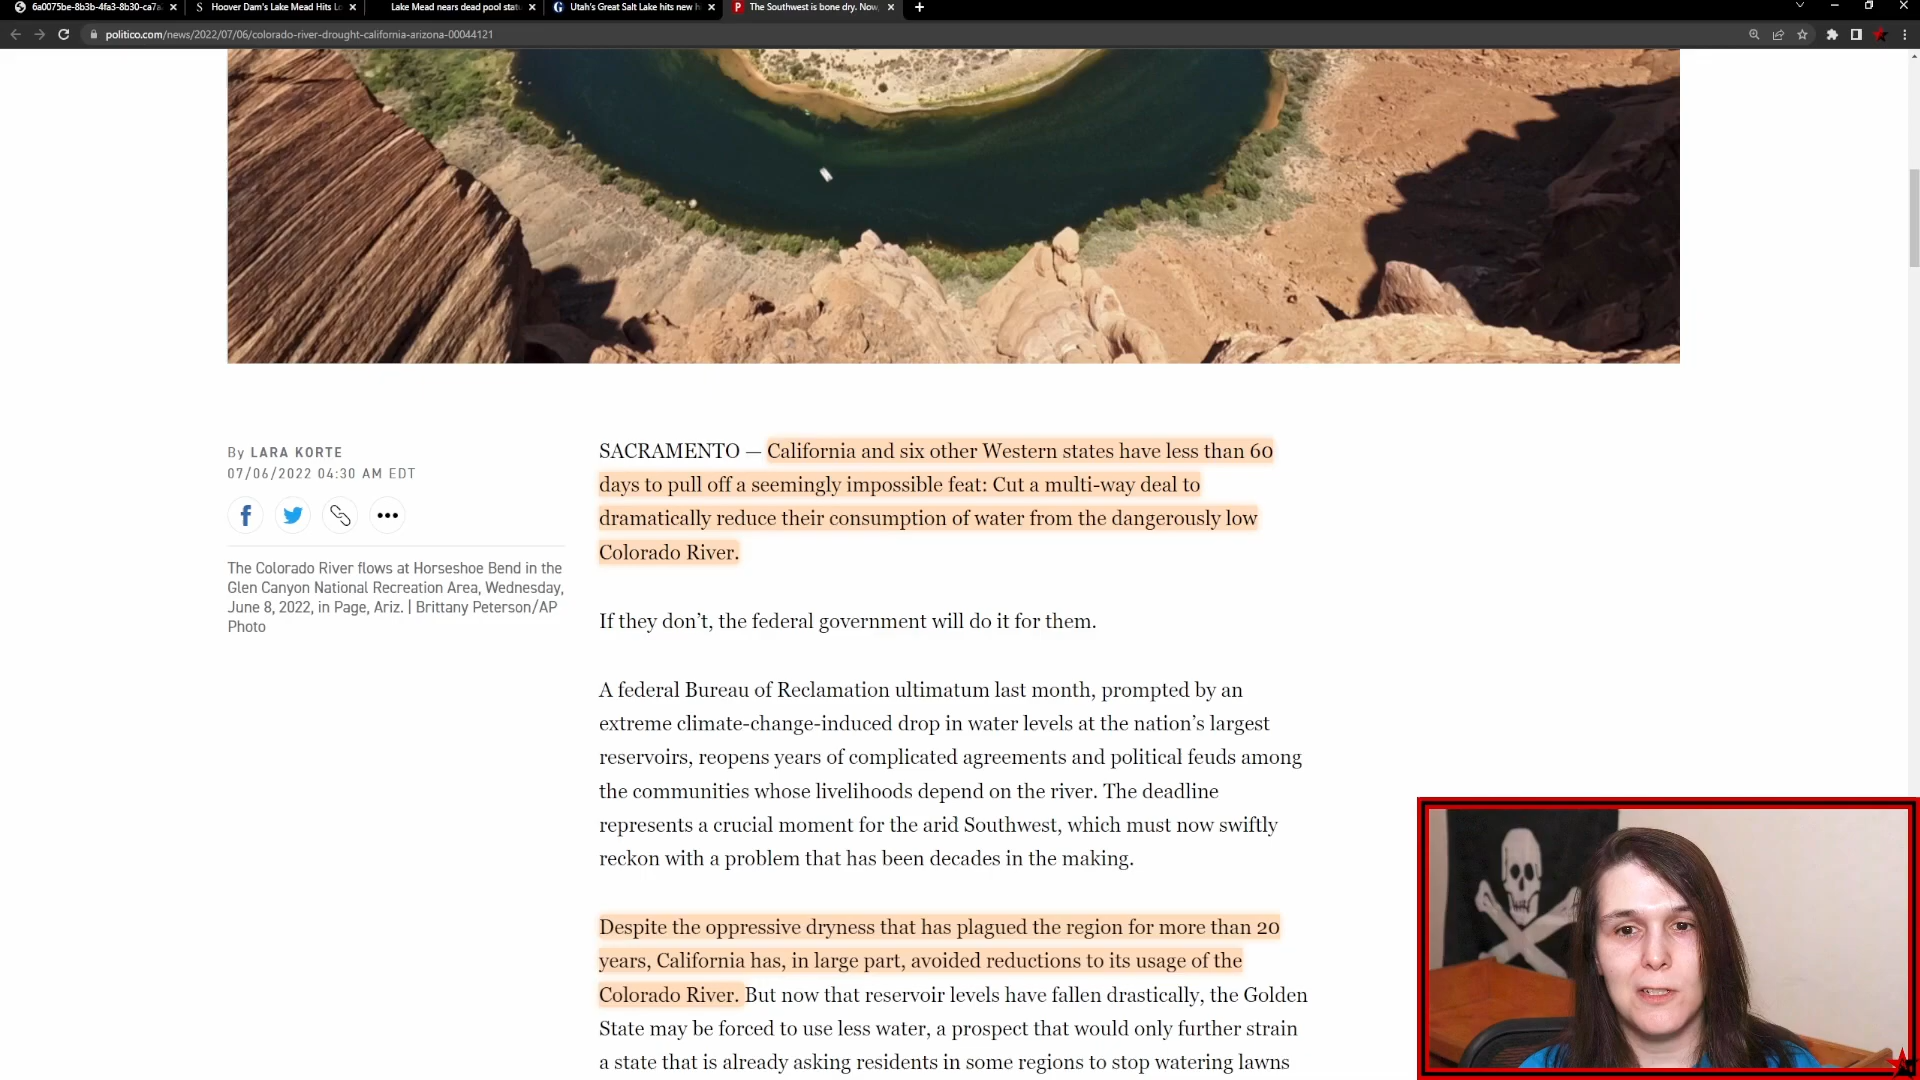 6a0075be-8b3b-4fa3-8b30-ca7a
Hoover Dam's Lake Mead Hits Lo
Lake Mead nears dead pool statu
Utah's Great Salt Lake hits new h
The Southwest is bone dry. Now,
politico.com/news/2022/07/06/colorado-river-drought-california-arizona-00044121
By LARA KORTE
07/06/2022 04:30 AM EDT
The Colorado River flows at Horseshoe Bend in the
Glen Canyon National Recreation Area, Wednesday,
June 8, 2022, in Page, Ariz. | Brittany Peterson/AP
Photo
SACRAMENTO — California and six other Western states have less than 60
days to pull off a seemingly impossible feat: Cut a multi-way deal to
dramatically reduce their consumption of water from the dangerously low
Colorado River.
If they don’t, the federal government will do it for them.
A federal Bureau of Reclamation ultimatum last month, prompted by an
extreme climate-change-induced drop in water levels at the nation’s largest
reservoirs, reopens years of complicated agreements and political feuds among
the communities whose livelihoods depend on the river. The deadline
represents a crucial moment for the arid Southwest, which must now swiftly
reckon with a problem that has been decades in the making.
Despite the oppressive dryness that has plagued the region for more than 20
years, California has, in large part, avoided reductions to its usage of the
Colorado River. But now that reservoir levels have fallen drastically, the Golden
State may be forced to use less water, a prospect that would only further strain
a state that is already asking residents in some regions to stop watering lawns